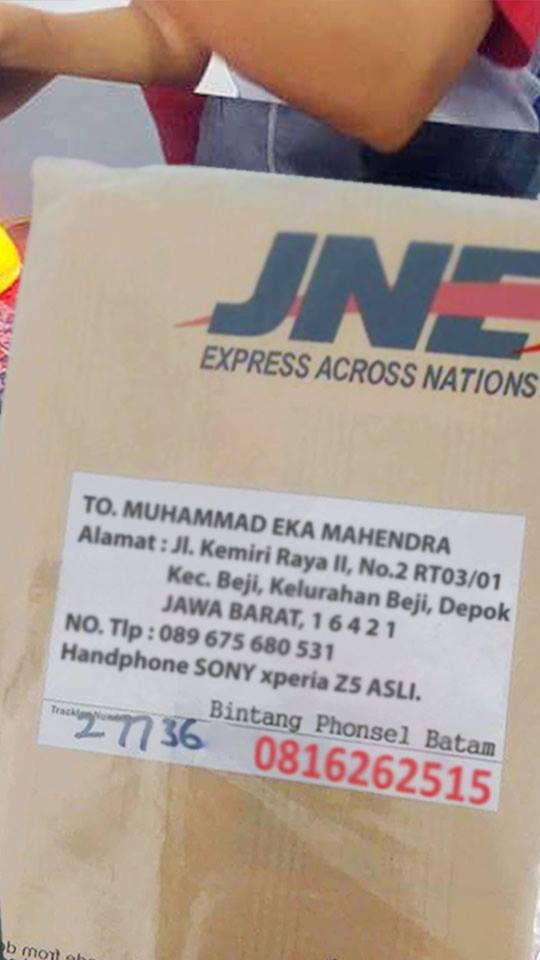 JNE
EXPRESS ACROSS NATIONS
TO. MUHAMMAD EKA MAHENDRA
Alamat : Jl. Kemiri Raya II, No.2 RT03/01
Kec. Beji, Kelurahan Beji, Depok
JAWA BARAT, 1 6 4 2 1
NO. Tlp : 089 675 680 531
Handphone SONY xperia Z5 ASLI.
Bintang Phonsel Batam
27736
0816262515